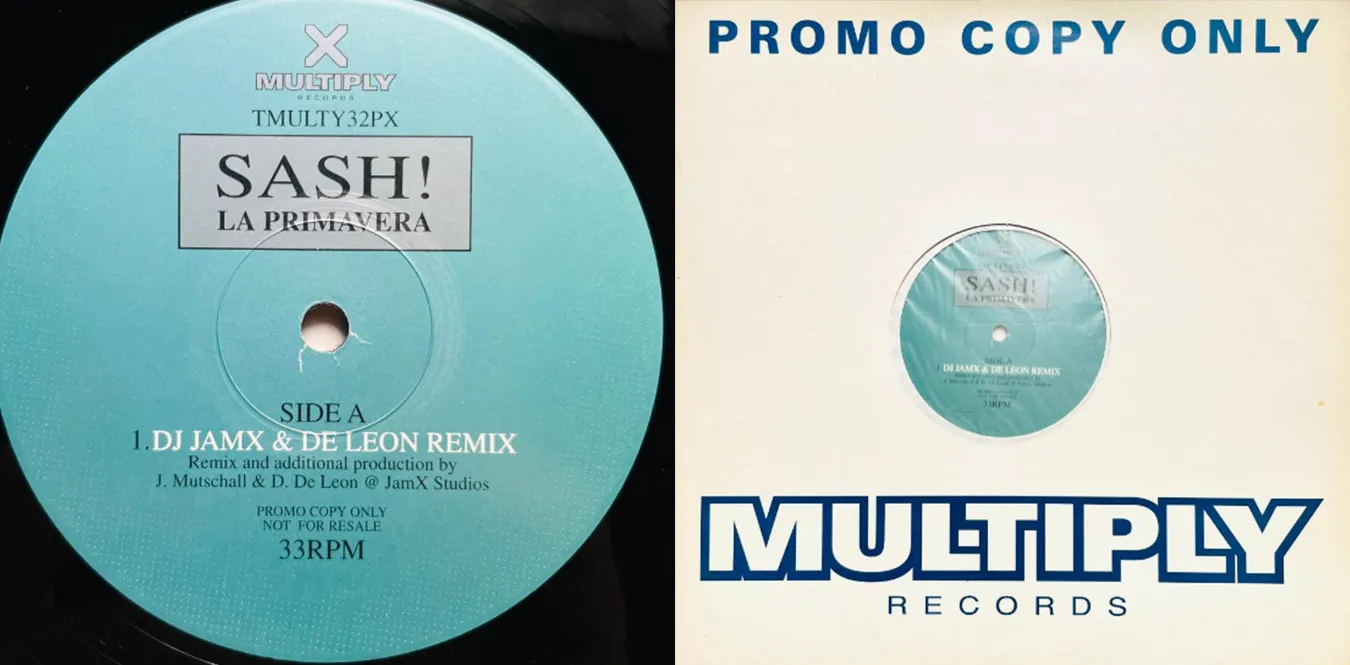 X
MULTIPLY
RECORDS
TMULTY32PX
SASH!
LA PRIMAVERA
SIDE A
1.DJ JAMX & DE LEON REMIX
Remix and additional production by
J. Mutschall & D. De Leon @ JamX Studios
PROMO COPY ONLY
NOT FOR RESALE
33RPM
PROMO COPY ONLY
X
SASH!
LA PRIMAVERA
SIDE A
1 DJ JAMX & DE LEON REMIX
33RPM
MULTIPLY
RECORDS